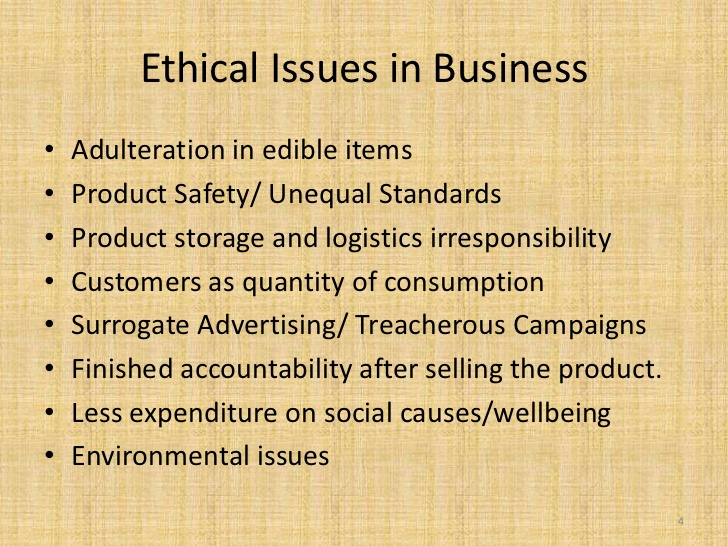 Ethical Issues in Business
• Adulteration in edible items
• Product Safety/ Unequal Standards
• Product storage and logistics irresponsibility
• Customers as quantity of consumption
• Surrogate Advertising/ Treacherous Campaigns
• Finished accountability after selling the product.
• Less expenditure on social causes/wellbeing
• Environmental issues
4